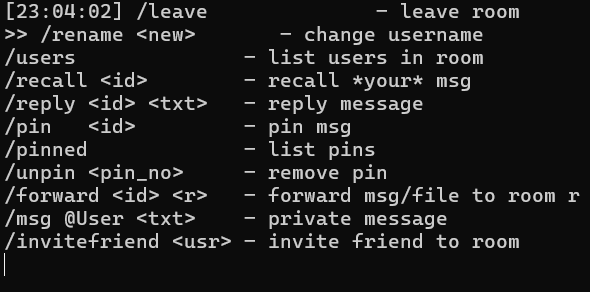 [23:04:02] /leave              – leave room
>> /rename <new>       – change username
/users              – list users in room
/recall <id>        – recall *your* msg
/reply <id> <txt>   – reply message
/pin   <id>         – pin msg
/pinned             – list pins
/unpin <pin_no>     – remove pin
/forward <id> <r>   – forward msg/file to room r
/msg @User <txt>    – private message
/invitefriend <usr> – invite friend to room